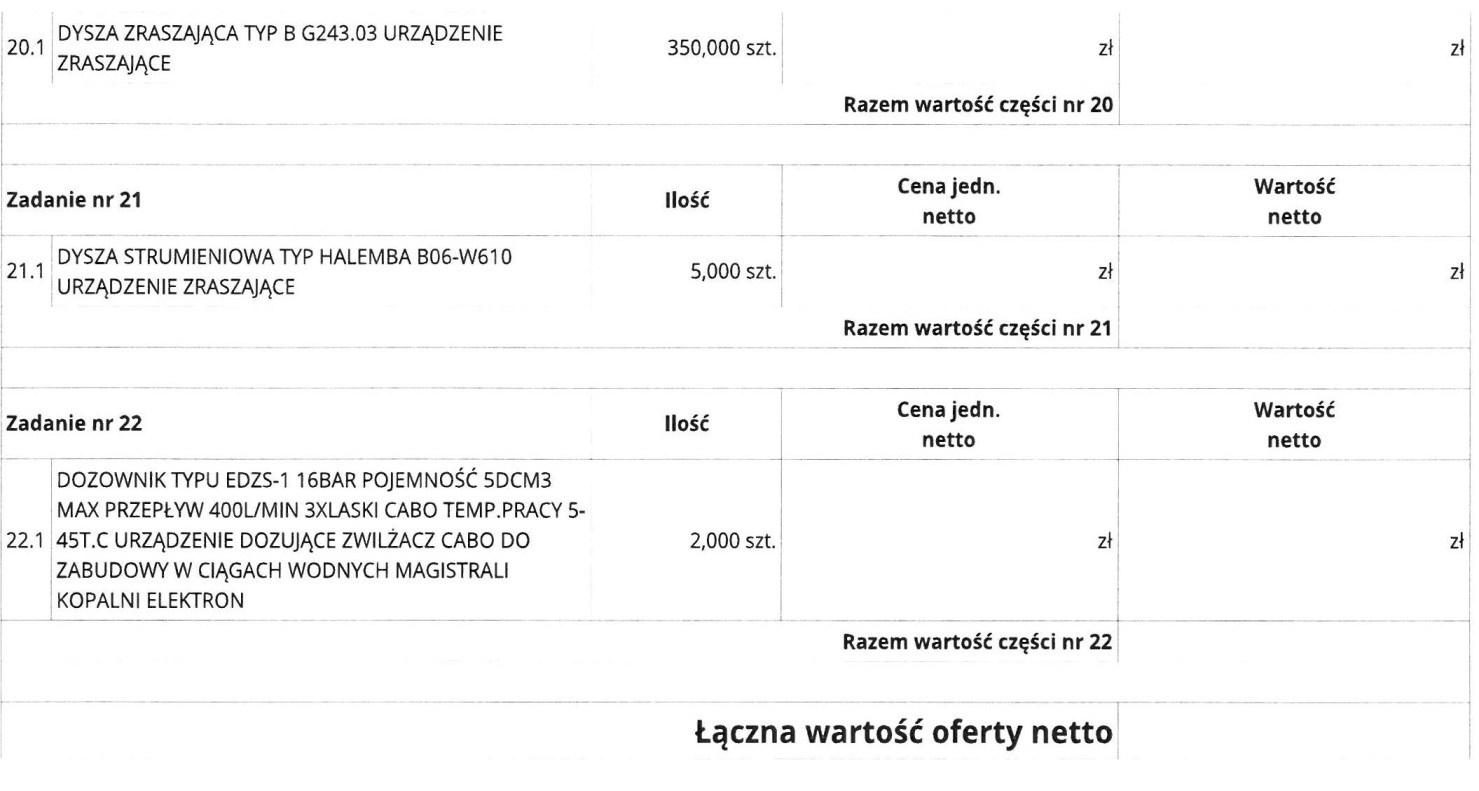 20.1 DYSZA ZRASZAJĄCA TYP B G243.03 URZĄDZENIE
ZRASZAJĄCE 350,000 szt. zł zł
Razem wartość części nr 20
Zadanie nr 21 Ilość Cena jedn.
netto Wartość
netto
21.1 DYSZA STRUMIENIOWA TYP HALEMBA B06-W610
URZĄDZENIE ZRASZAJĄCE 5,000 szt. zł zł
Razem wartość części nr 21
Zadanie nr 22 Ilość Cena jedn.
netto Wartość
netto
22.1 DOZOWNIK TYPU EDZS-1 16BAR POJEMNOŚĆ 5DCM3
MAX PRZEPŁYW 400L/MIN 3XLASKI CABO TEMP.PRACY 5-
45T.C URZĄDZENIE DOZUJĄCE ZWILŻACZ CABO DO
ZABUDOWY W CIĄGACH WODNYCH MAGISTRALI
KOPALNI ELEKTRON 2,000 szt. zł zł
Razem wartość części nr 22
Łączna wartość oferty netto